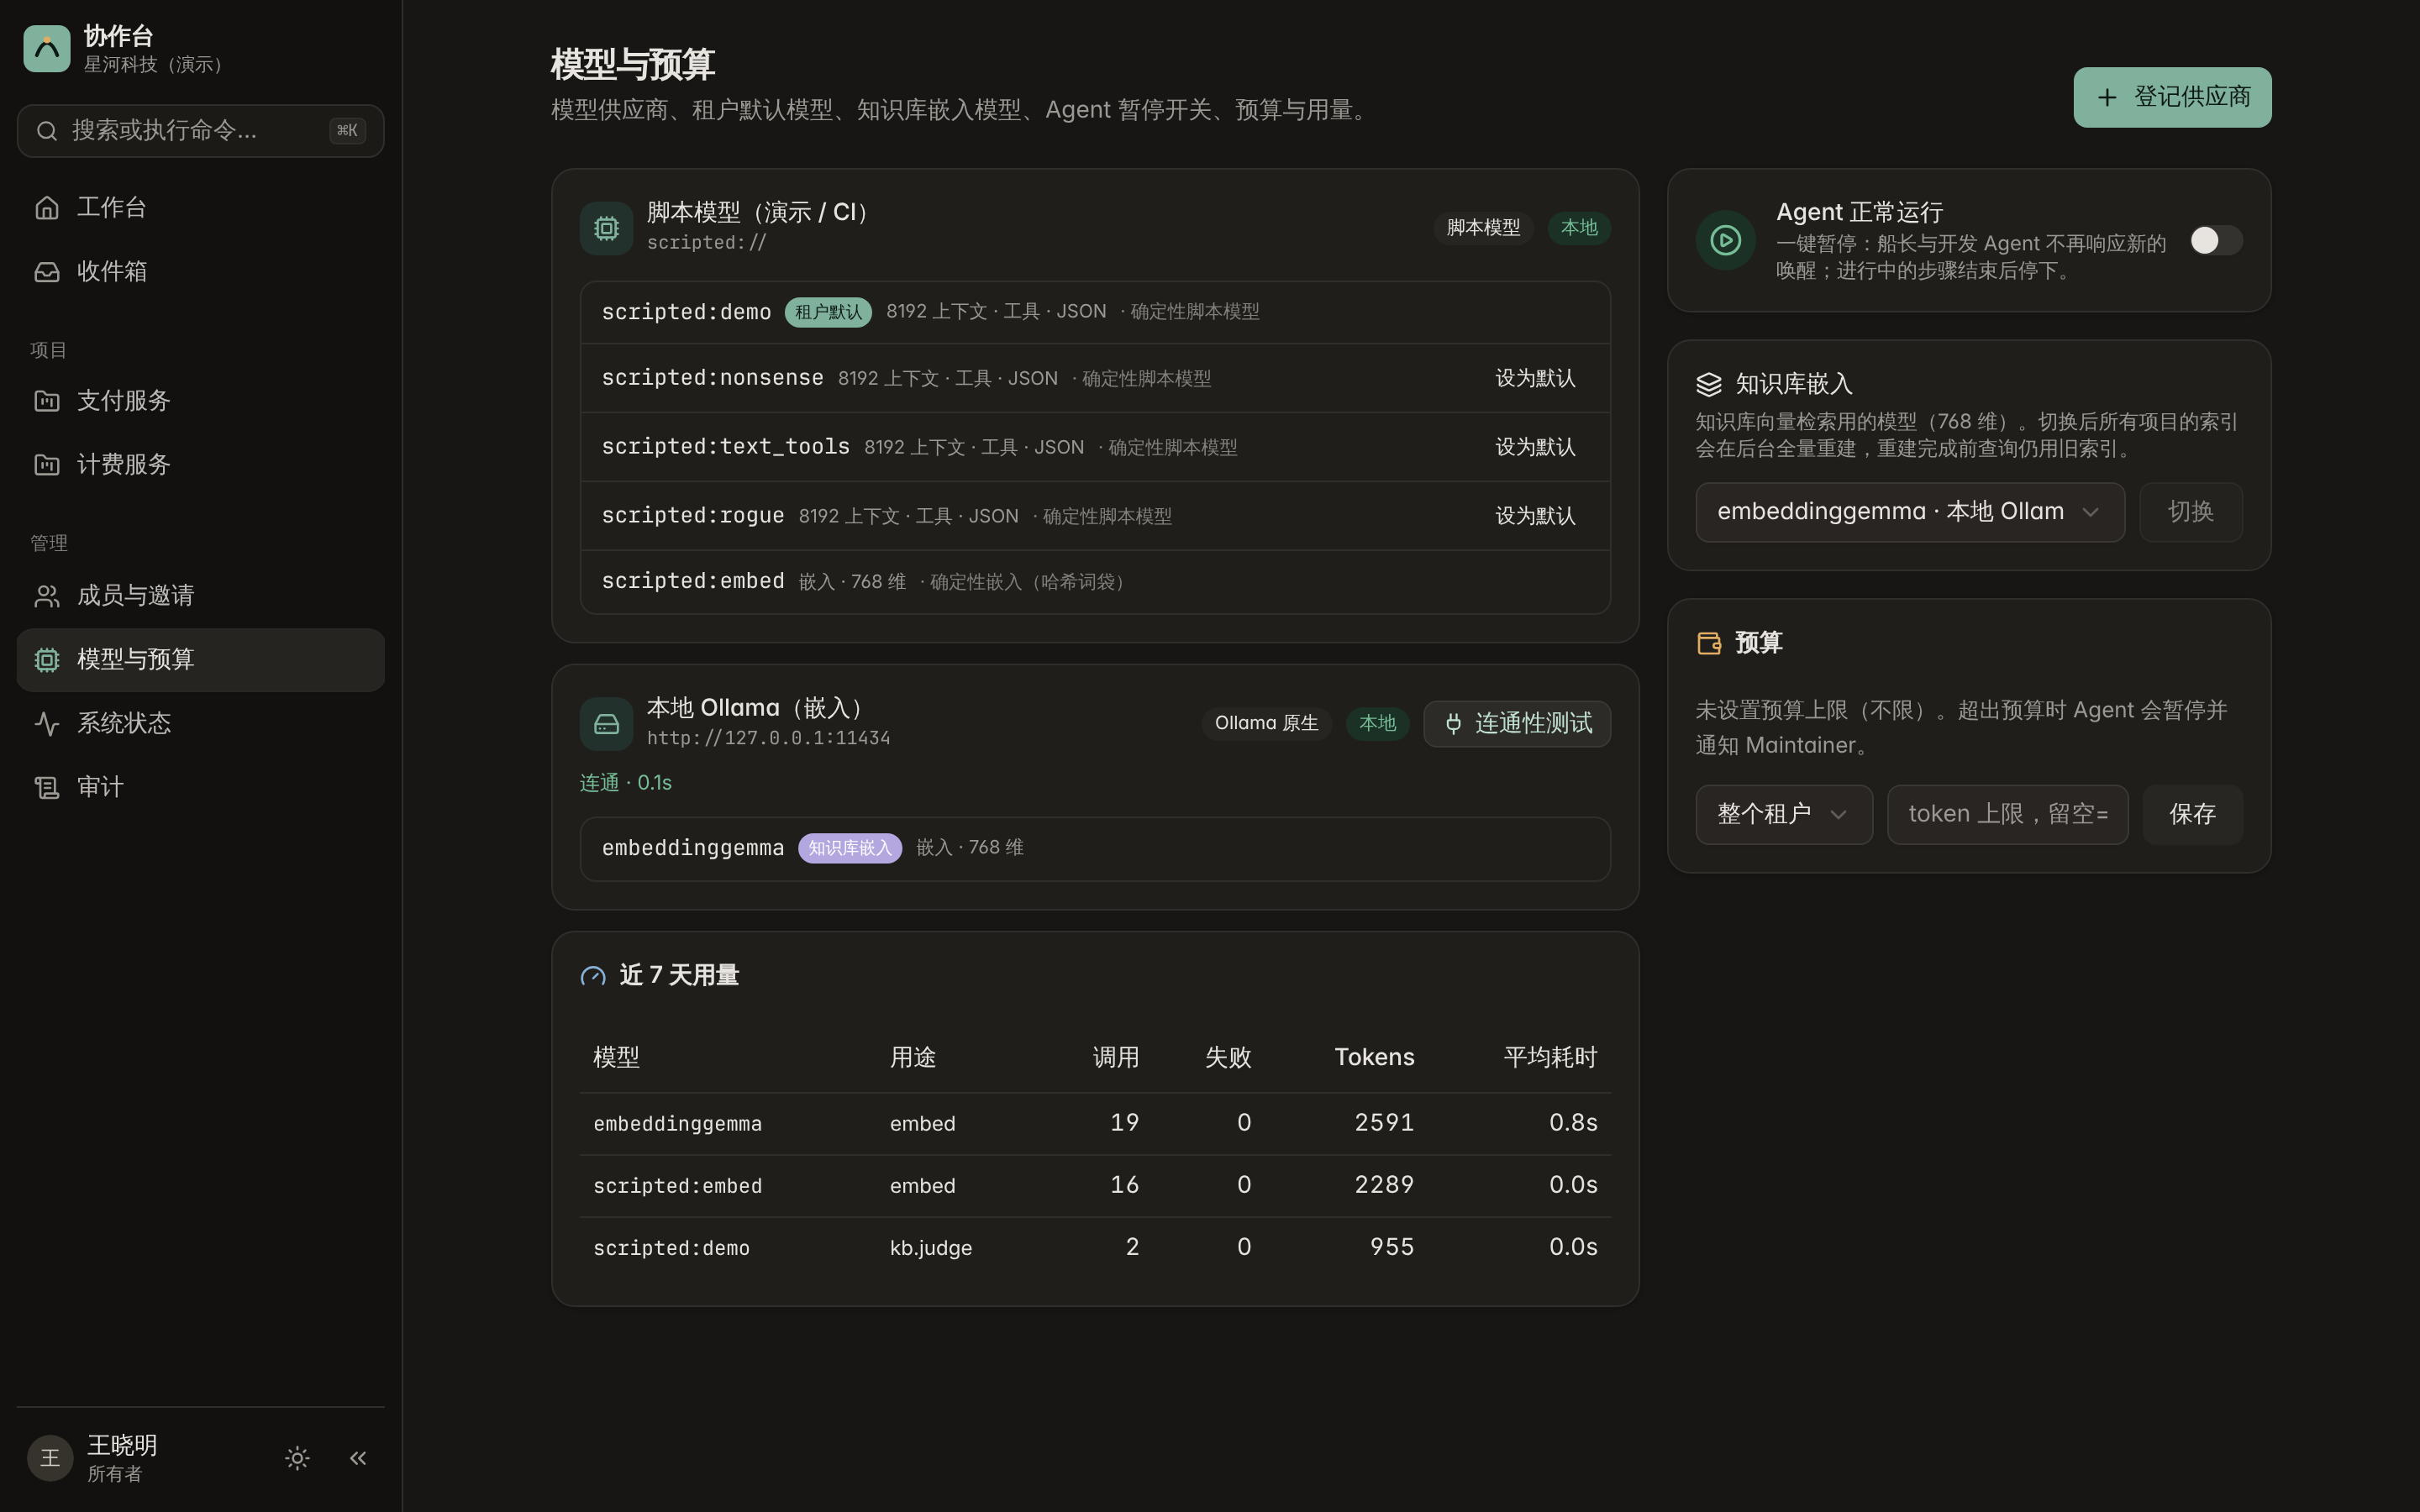 协作台
星河科技（演示）
搜索或执行命令... ⌘K
工作台
收件箱
项目
支付服务
计费服务
管理
成员与邀请
模型与预算
系统状态
审计
王 王晓明
所有者
模型与预算
模型供应商、租户默认模型、知识库嵌入模型、Agent 暂停开关、预算与用量。
登记供应商
脚本模型（演示 / CI）
scripted://
脚本模型 本地
scripted:demo 租户默认 8192 上下文 · 工具 · JSON · 确定性脚本模型
scripted:nonsense 8192 上下文 · 工具 · JSON · 确定性脚本模型 设为默认
scripted:text_tools 8192 上下文 · 工具 · JSON · 确定性脚本模型 设为默认
scripted:rogue 8192 上下文 · 工具 · JSON · 确定性脚本模型 设为默认
scripted:embed 嵌入 · 768 维 · 确定性嵌入（哈希词袋）
本地 Ollama（嵌入）
http://127.0.0.1:11434
Ollama 原生 本地 连通性测试
连通 · 0.1s
embeddinggemma 知识库嵌入 嵌入 · 768 维
近 7 天用量
模型 用途 调用 失败 Tokens 平均耗时
embeddinggemma embed 19 0 2591 0.8s
scripted:embed embed 16 0 2289 0.0s
scripted:demo kb.judge 2 0 955 0.0s
Agent 正常运行
一键暂停：船长与开发 Agent 不再响应新的
唤醒；进行中的步骤结束后停下。
知识库嵌入
知识库向量检索用的模型（768 维）。切换后所有项目的索引
会在后台全量重建，重建完成前查询仍用旧索引。
embeddinggemma · 本地 Ollam 切换
预算
未设置预算上限（不限）。超出预算时 Agent 会暂停并
通知 Maintainer。
整个租户 token 上限，留空= 保存